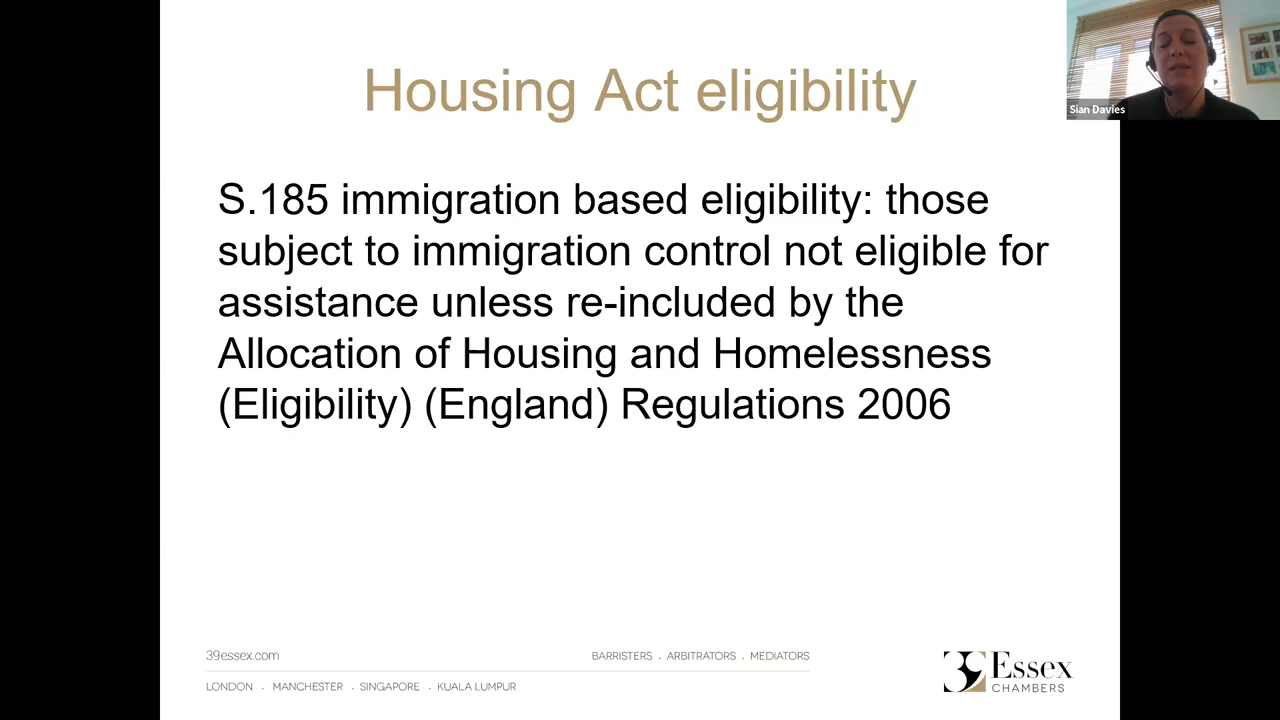 Housing Act eligibility
Sian Davies
S.185 immigration based eligibility: those
subject to immigration control not eligible for
assistance unless re-included by the
Allocation of Housing and Homelessness
(Eligibility) (England) Regulations 2006
39essex.com
BARRISTERS . ARBITRATORS . MEDIATORS
LONDON . MANCHESTER . SINGAPORE . KUALA LUMPUR
39 Essex
CHAMBERS